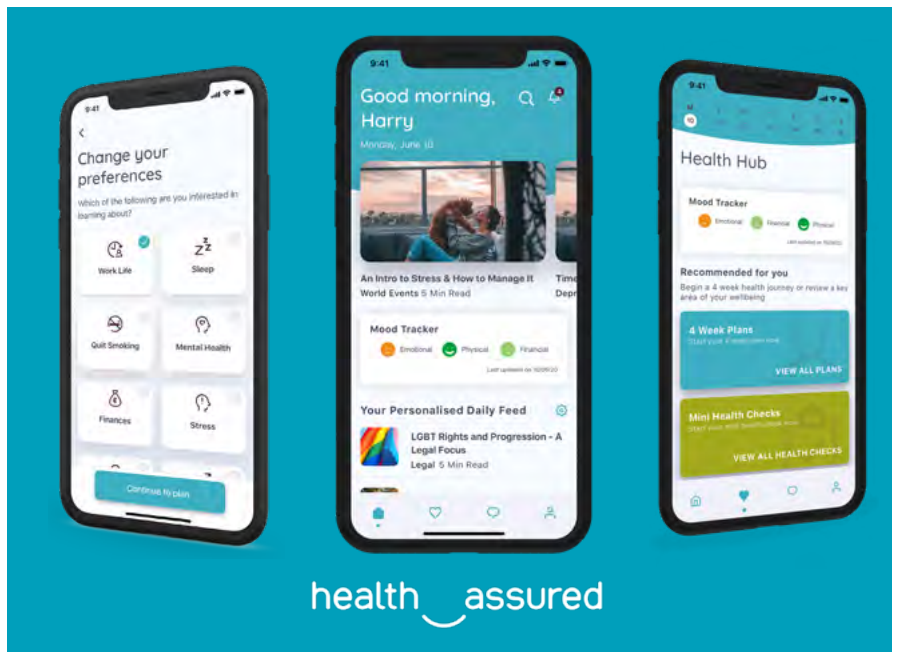 9:41
Change your
preferences
Which of the following are you interested in
learning about?
Work Life
Sleep
Quit Smoking
Mental Health
Finances
Stress
Continue to plan
9:41
Good morning,
Harry
Monday, June 10
An Intro to Stress & How to Manage It
World Events 5 Min Read
Time
Depr
Mood Tracker
Emotional
Physical
Financial
Your Personalised Daily Feed
LGBT Rights and Progression - A
Legal Focus
Legal 5 Min Read
9:41
M
10
Health Hub
Mood Tracker
Emotional
Financial
Physical
Recommended for you
Begin a 4 week health journey or review a key
area of your wellbeing
4 Week Plans
VIEW ALL PLANS
Mini Health Checks
VIEW ALL HEALTH CHECKS
health assured